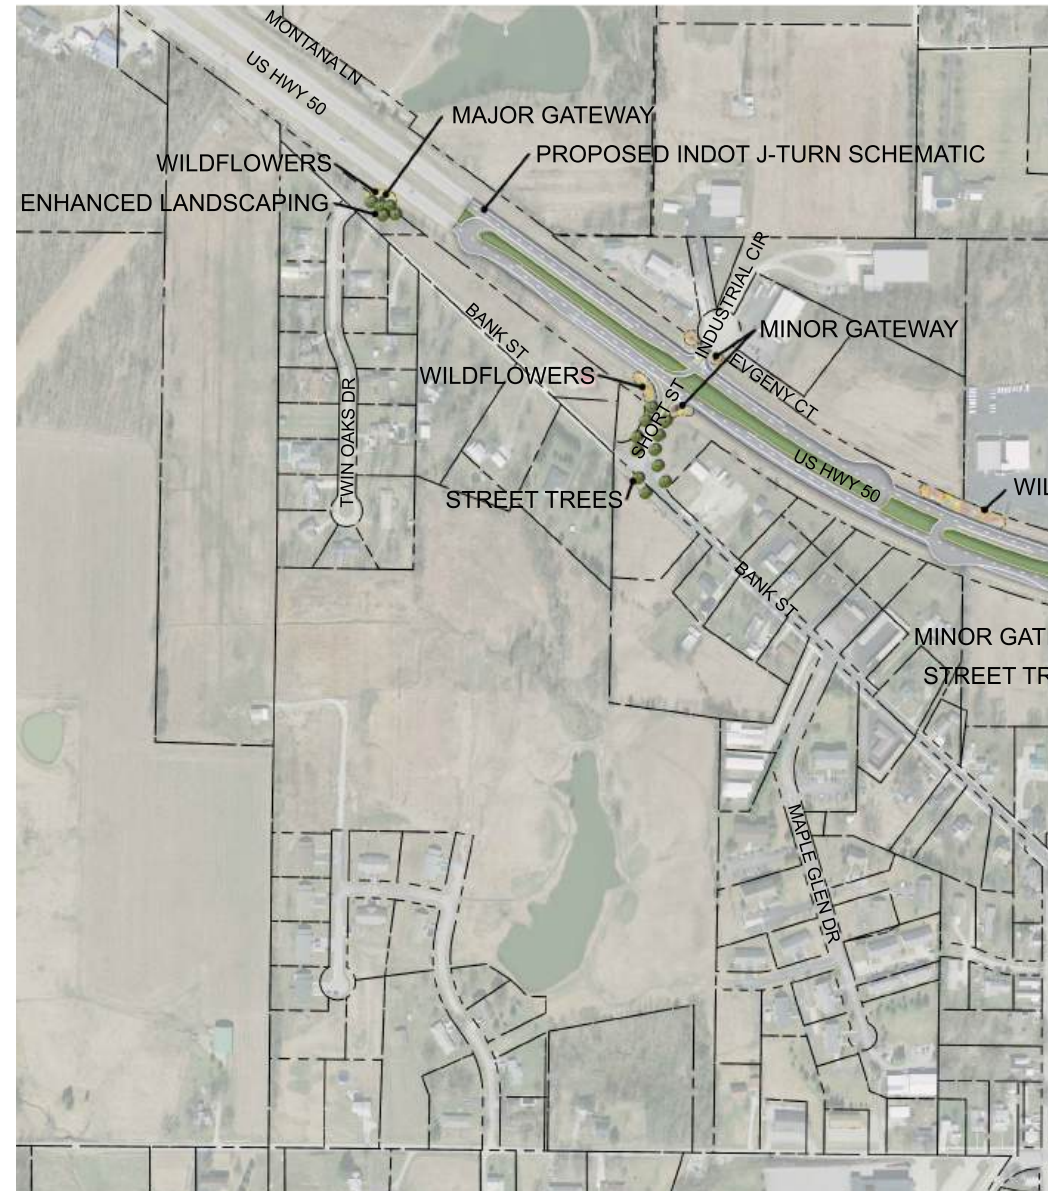 MONTANA LN
US HWY 50
MAJOR GATEWAY
WILDFLOWERS
PROPOSED INDOT J-TURN SCHEMATIC
ENHANCED LANDSCAPING
INDUSTRIAL CIR
BANK ST
MINOR GATEWAY
EVGENY CT
WILDFLOWERS
SHORT ST
TWIN OAKS DR
US HWY 50
WIL
STREET TREES
BANK ST
MINOR GAT
STREET TR
MAPLE GLEN DR